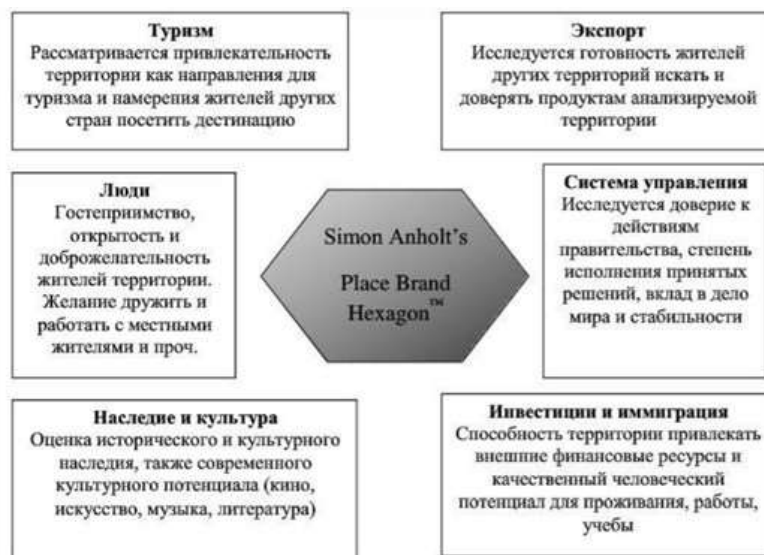 Туризм
Рассматривается привлекательность
территории как направления для
туризма и намерения жителей других
стран посетить дестинацию
Экспорт
Исследуется готовность жителей
других территорий искать и
доверять продуктам анализируемой
территории
Люди
Гостеприимство,
открытость и
доброжелательность
жителей территории.
Желание дружить и
работать с местными
жителями и проч.
Simon Anholt's
Place Brand
Hexagon™
Система управления
Исследуется доверие к
действиям
правительства, степень
исполнения принятых
решений, вклад в дело
мира и стабильности
Наследие и культура
Оценка исторического и культурного
наследия, также современного
культурного потенциала (кино,
искусство, музыка, литература)
Инвестиции и иммиграция
Способность территории привлекать
внешние финансовые ресурсы и
качественный человеческий
потенциал для проживания, работы,
учебы